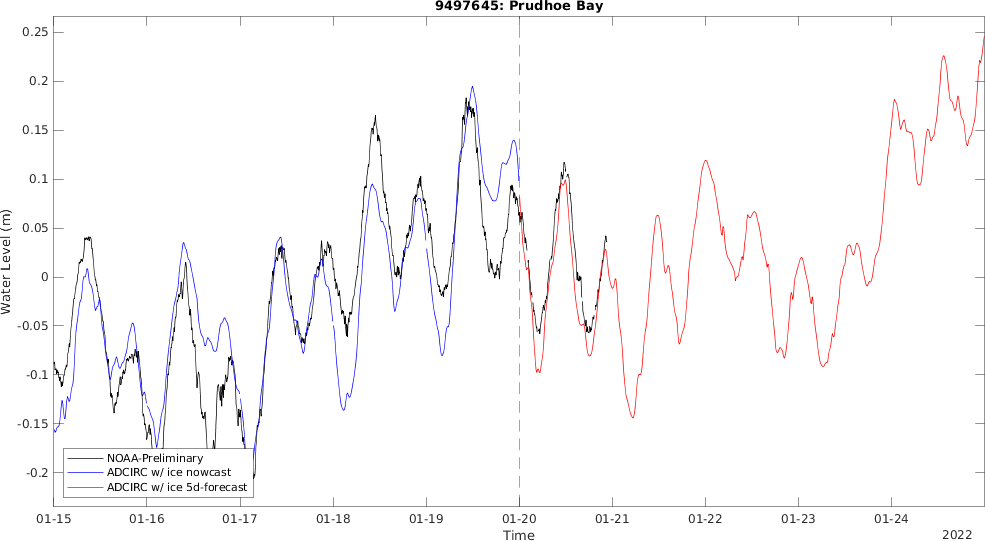 9497645: Prudhoe Bay
0.25
0.2
0.15
0.1
0.05
0
-0.05
-0.1
-0.15
-0.2
Water Level (m)
NOAA-Preliminary
ADCIRC w/ ice nowcast
ADCIRC w/ ice 5d-forecast
01-15 01-16 01-17 01-18 01-19 01-20 01-21 01-22 01-23 01-24
Time
2022